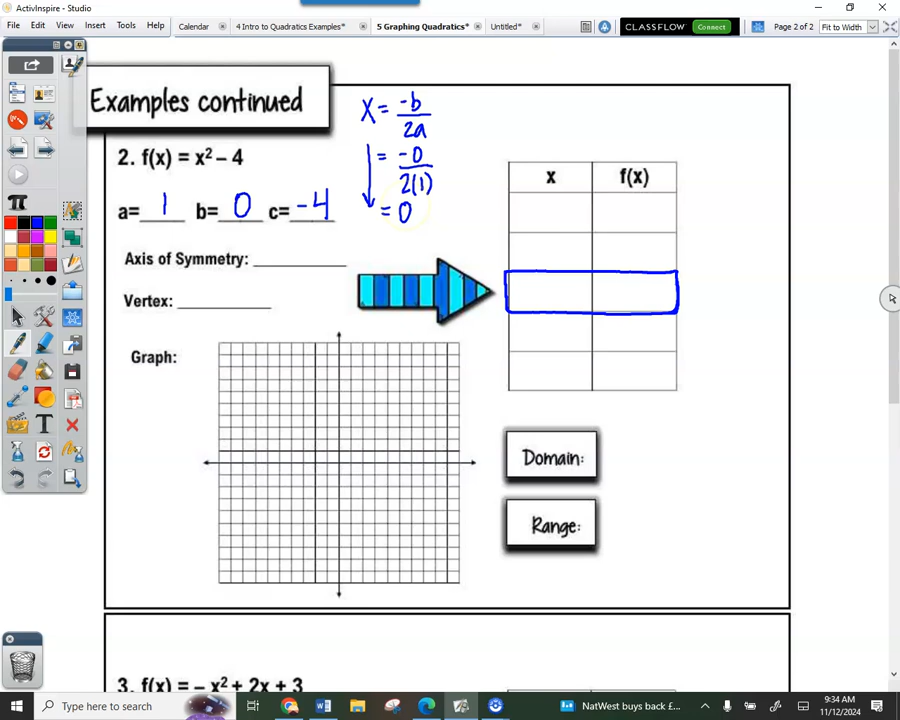 ActivInspire - Studio
File Edit View Insert Tools Help
Calendar
4 Intro to Quadratics Examples*
5 Graphing Quadratics*
Untitled*
CLASSFLOW Connect
Page 2 of 2
Fit to Width
Examples continued
2. f(x) = x² – 4
a= 1 b= 0 c= -4
x = -b/2a
= -0/2(1)
= 0
x f(x)
Axis of Symmetry:
Vertex:
Graph:
Domain:
Range:
3. f(x) = – x² + 2x + 3
Type here to search
NatWest buys back £...
9:34 AM
11/12/2024